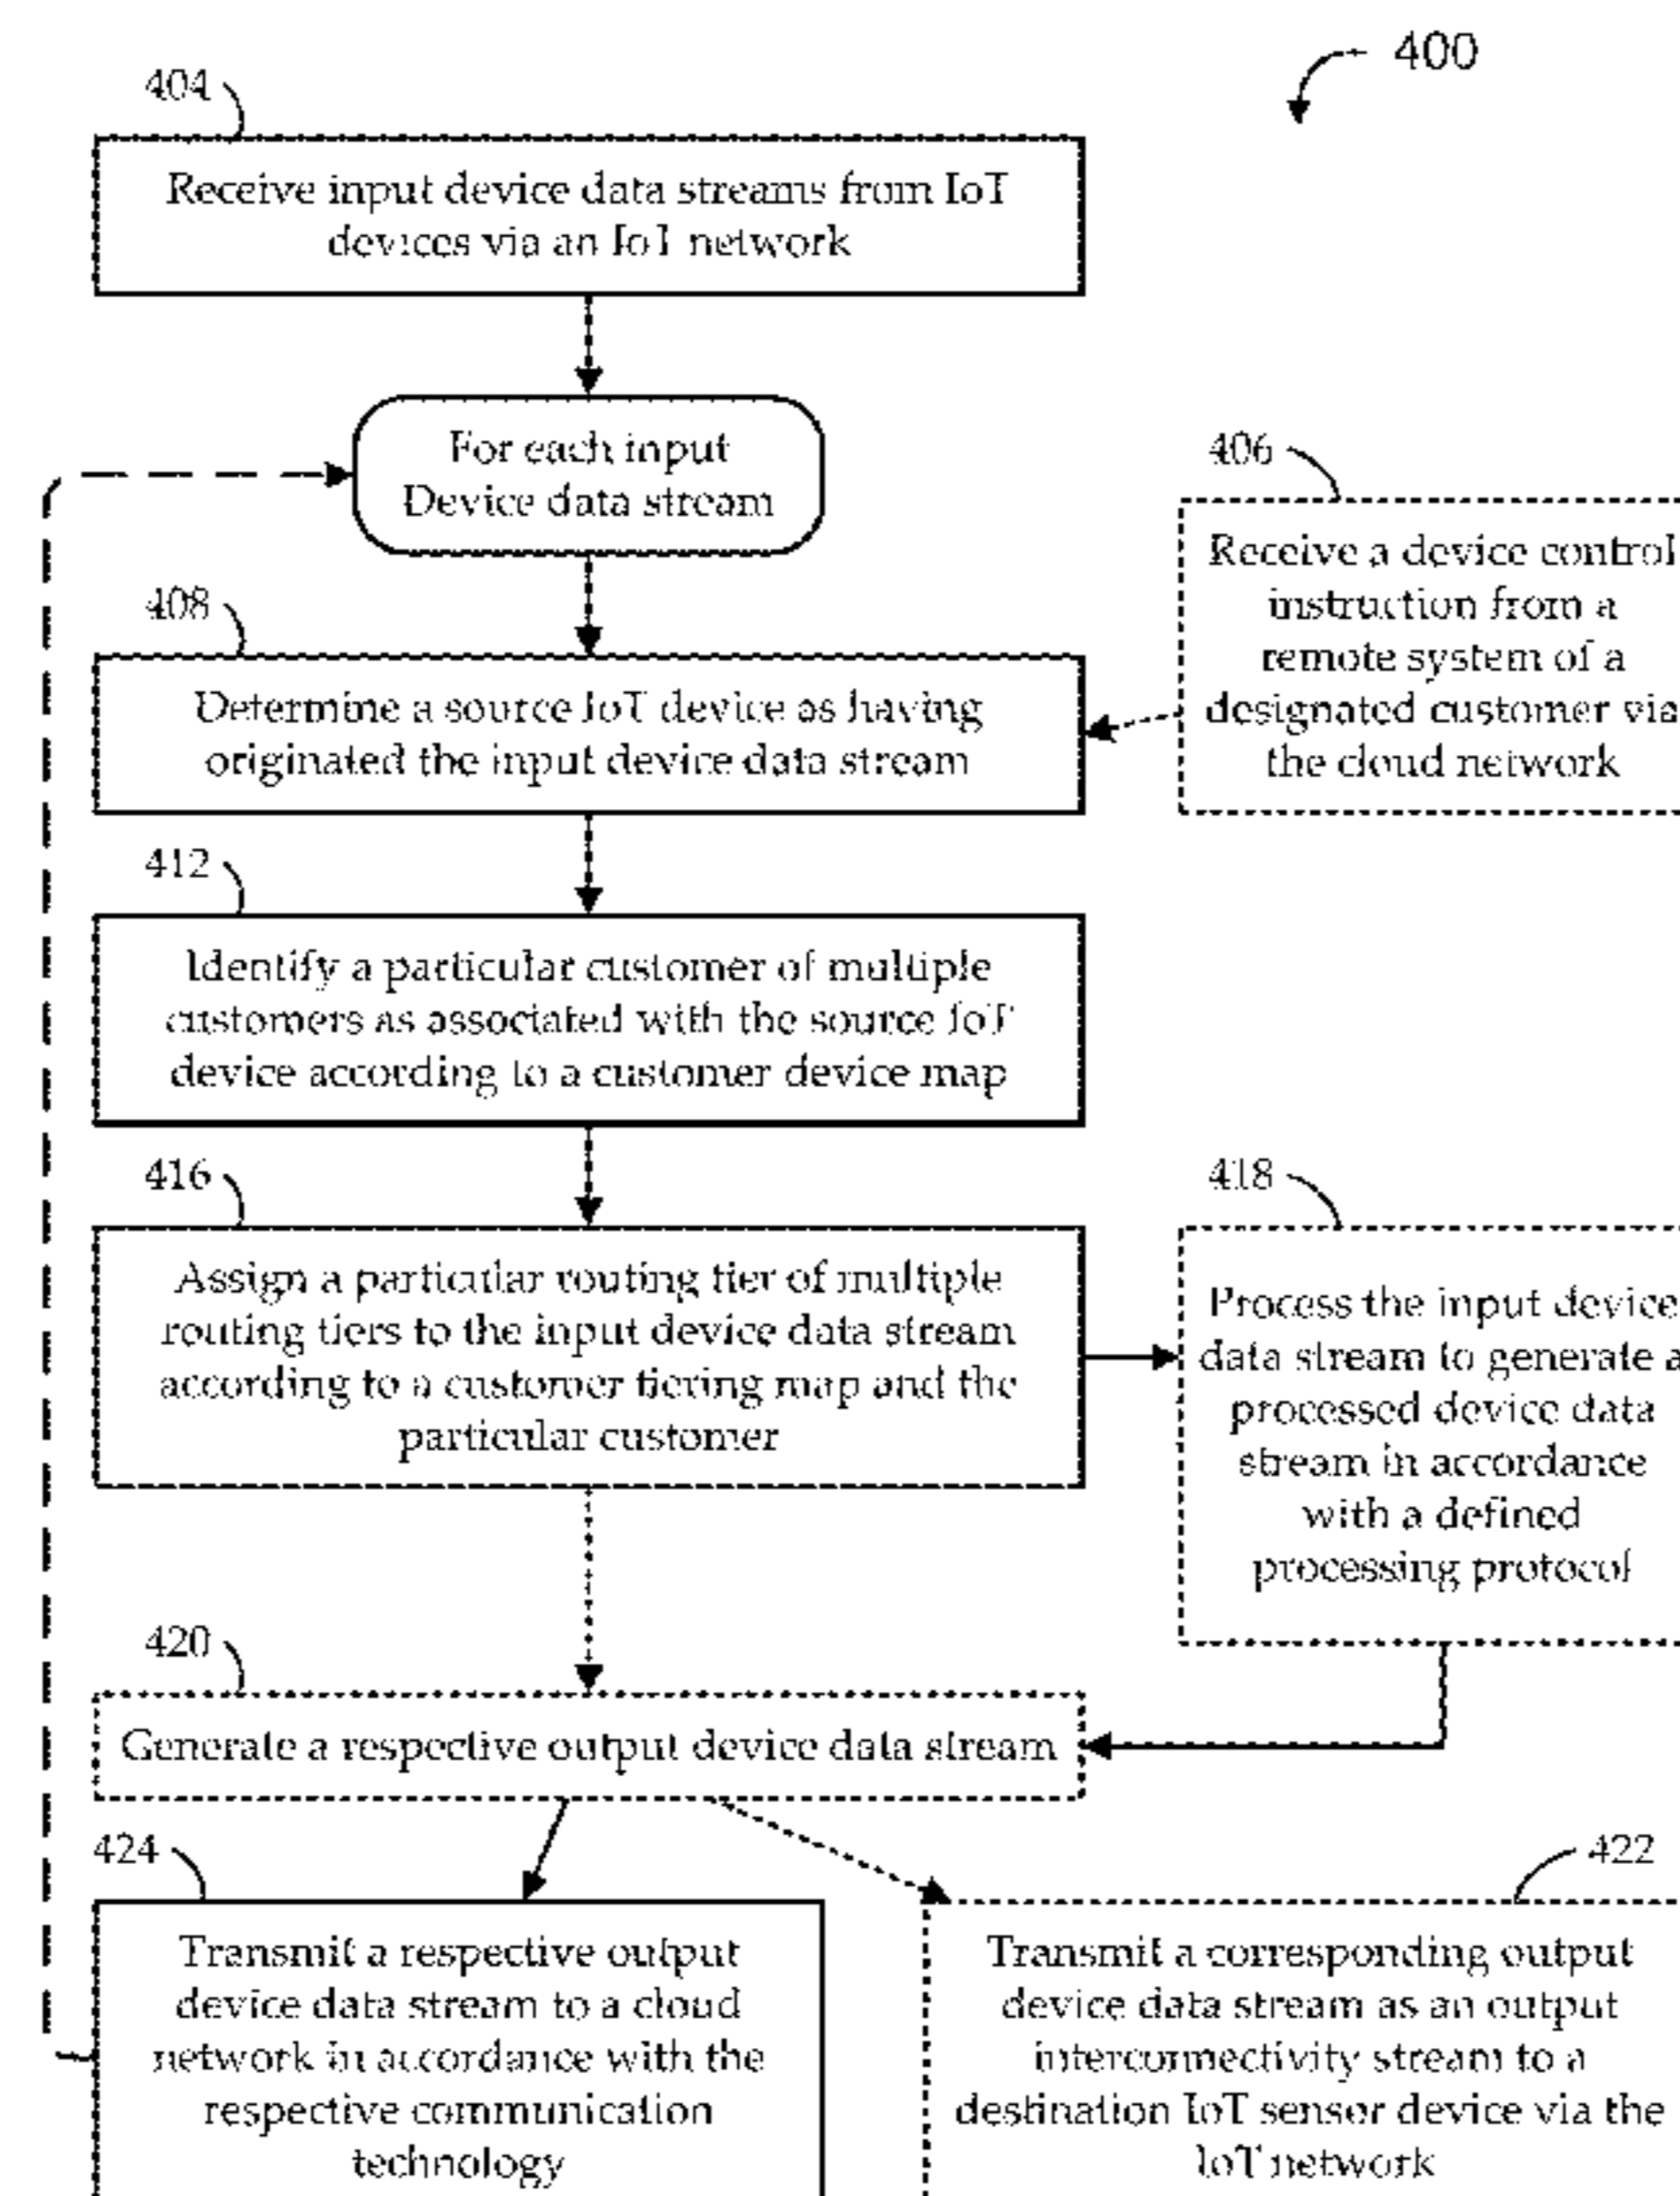 400
404
Receive input device data streams from IoT
devices via an IoT network
For each input
Device data stream
406
Receive a device control
instruction from a
remote system of a
designated customer via
the cloud network
408
Determine a source IoT device as having
originated the input device data stream
412
Identify a particular customer of multiple
customers as associated with the source IoT
device according to a customer device map
416
Assign a particular routing tier of multiple
routing tiers to the input device data stream
according to a customer tiering map and the
particular customer
418
Process the input device
data stream to generate a
processed device data
stream in accordance
with a defined
processing protocol
420
Generate a respective output device data stream
424
Transmit a respective output
device data stream to a cloud
network in accordance with the
respective communication
technology
422
Transmit a corresponding output
device data stream as an output
interconnectivity stream to a
destination IoT sensor device via the
IoT network